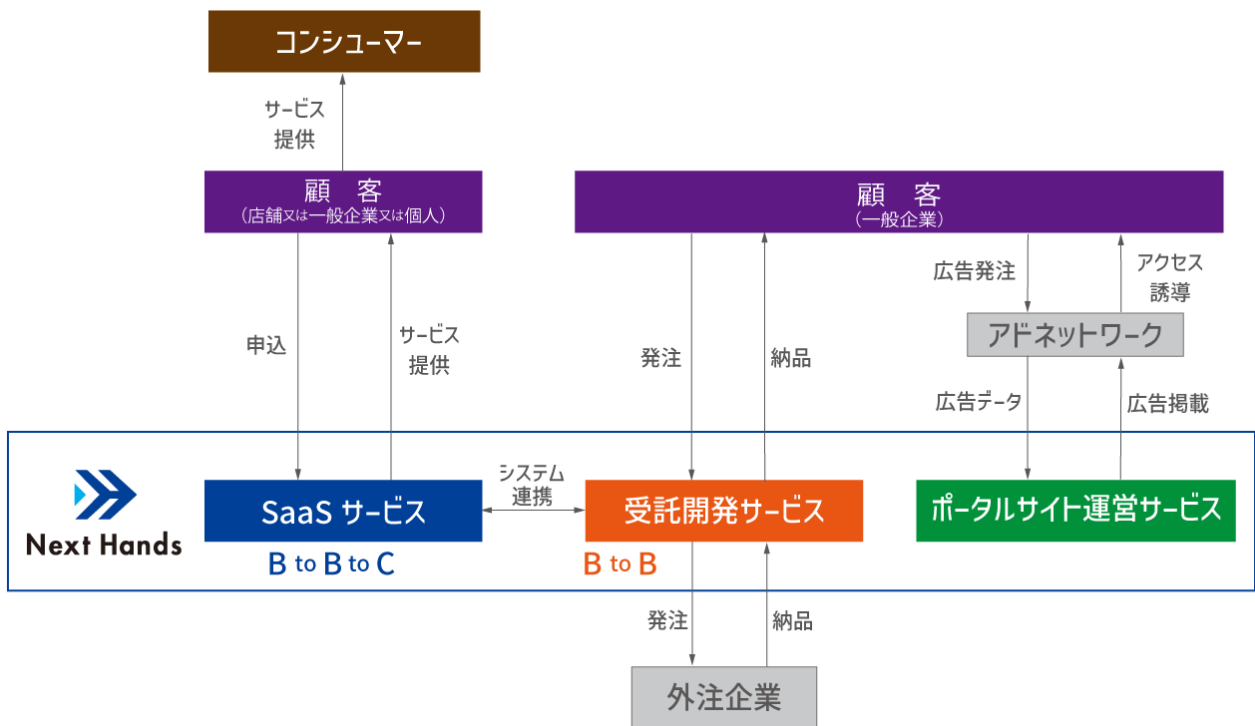 コンシューマー
サービス
提供
顧　客
（店舗又は一般企業又は個人）
顧　客
（一般企業）
申込
サービス
提供
発注
納品
広告発注
アクセス
誘導
アドネットワーク
広告データ
広告掲載
Next Hands
SaaS サービス
B to B to C
システム
連携
受託開発サービス
B to B
ポータルサイト運営サービス
発注
納品
外注企業